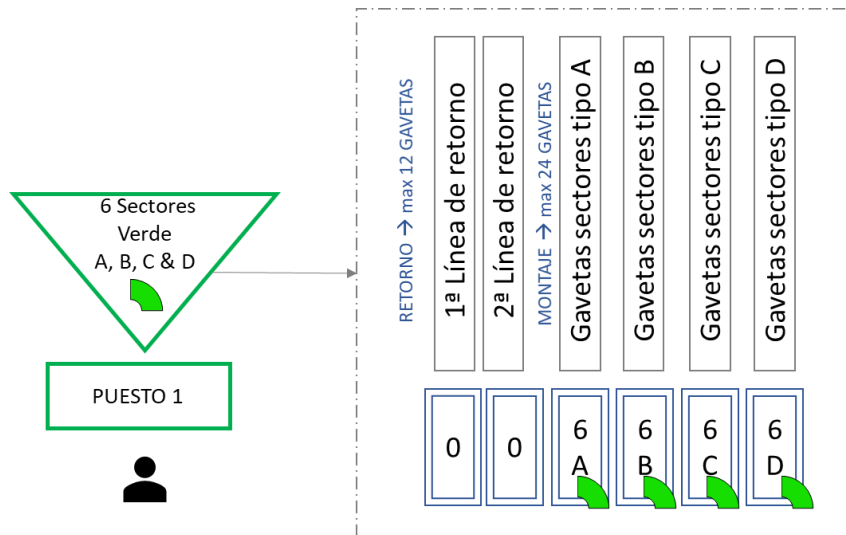 6 Sectores
Verde
A, B, C & D
PUESTO 1
RETORNO → max 12 GAVETAS
1ª Línea de retorno
2ª Línea de retorno
MONTAJE → max 24 GAVETAS
Gavetas sectores tipo A
Gavetas sectores tipo B
Gavetas sectores tipo C
Gavetas sectores tipo D
0
0
6
A
6
B
6
C
6
D